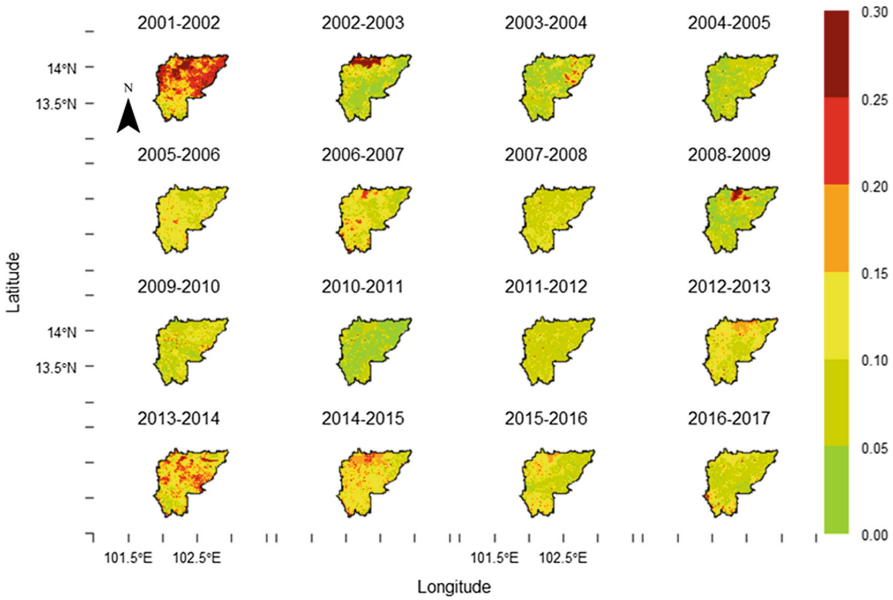 2001-2002 2002-2003 2003-2004 2004-2005
0.30
14°N
N
13.5°N
0.25
2005-2006 2006-2007 2007-2008 2008-2009
0.20
Latitude
0.15
2009-2010 2010-2011 2011-2012 2012-2013
14°N
13.5°N
0.10
2013-2014 2014-2015 2015-2016 2016-2017
0.05
0.00
101.5°E 102.5°E 101.5°E 102.5°E
Longitude